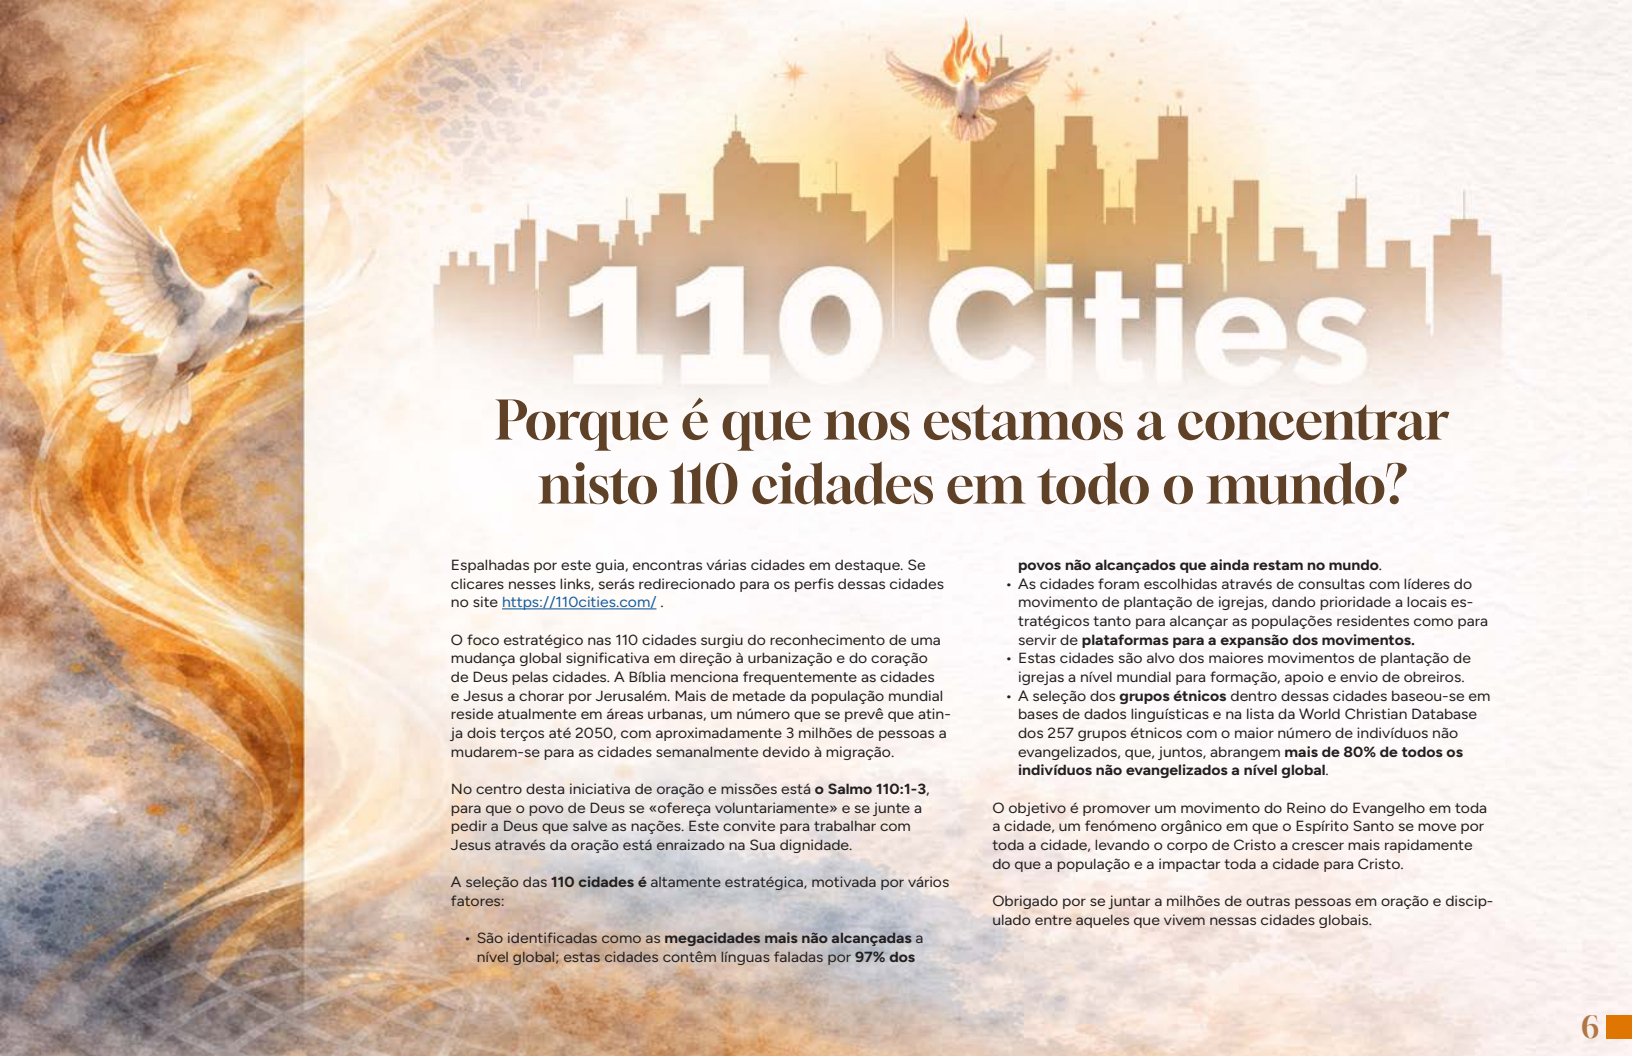 110 Cities
Porque é que nos estamos a concentrar
nisto 110 cidades em todo o mundo?
Espalhadas por este guia, encontras várias cidades em destaque. Se
clicares nesses links, serás redirecionado para os perfis dessas cidades
no site https://110cities.com/ .
O foco estratégico nas 110 cidades surgiu do reconhecimento de uma
mudança global significativa em direção à urbanização e do coração
de Deus pelas cidades. A Bíblia menciona frequentemente as cidades
e Jesus a chorar por Jerusalém. Mais de metade da população mundial
reside atualmente em áreas urbanas, um número que se prevê que atin-
ja dois terços até 2050, com aproximadamente 3 milhões de pessoas a
mudarem-se para as cidades semanalmente devido à migração.
No centro desta iniciativa de oração e missões está o Salmo 110:1-3,
para que o povo de Deus se «ofereça voluntariamente» e se junte a
pedir a Deus que salve as nações. Este convite para trabalhar com
Jesus através da oração está enraizado na Sua dignidade.
A seleção das 110 cidades é altamente estratégica, motivada por vários
fatores:
• São identificadas como as megacidades mais não alcançadas a
nível global; estas cidades contêm línguas faladas por 97% dos
povos não alcançados que ainda restam no mundo.
• As cidades foram escolhidas através de consultas com líderes do
movimento de plantação de igrejas, dando prioridade a locais es-
tratégicos tanto para alcançar as populações residentes como para
servir de plataformas para a expansão dos movimentos.
• Estas cidades são alvo dos maiores movimentos de plantação de
igrejas a nível mundial para formação, apoio e envio de obreiros.
• A seleção dos grupos étnicos dentro dessas cidades baseou-se em
bases de dados linguísticas e na lista da World Christian Database
dos 257 grupos étnicos com o maior número de indivíduos não
evangelizados, que, juntos, abrangem mais de 80% de todos os
indivíduos não evangelizados a nível global.
O objetivo é promover um movimento do Reino do Evangelho em toda
a cidade, um fenómeno orgânico em que o Espírito Santo se move por
toda a cidade, levando o corpo de Cristo a crescer mais rapidamente
do que a população e a impactar toda a cidade para Cristo.
Obrigado por se juntar a milhões de outras pessoas em oração e discip-
ulado entre aqueles que vivem nessas cidades globais.
6